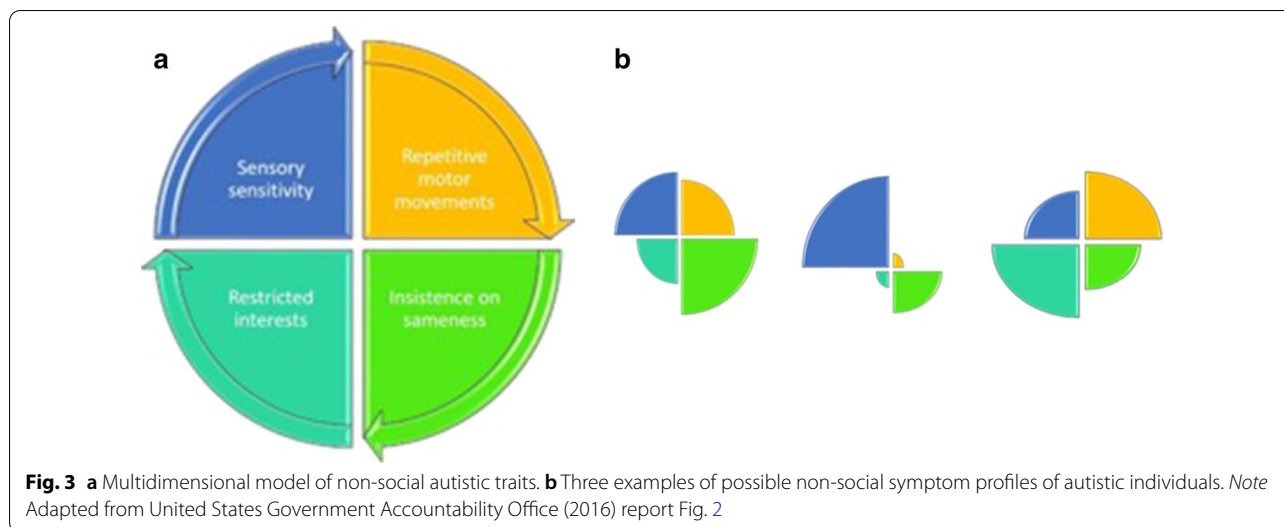 a
b
Sensory
sensitivity
Repetitive
motor
movements
Restricted
interests
Insistence on
sameness
Fig. 3 a Multidimensional model of non-social autistic traits. b Three examples of possible non-social symptom profiles of autistic individuals. Note
Adapted from United States Government Accountability Office (2016) report Fig. 2